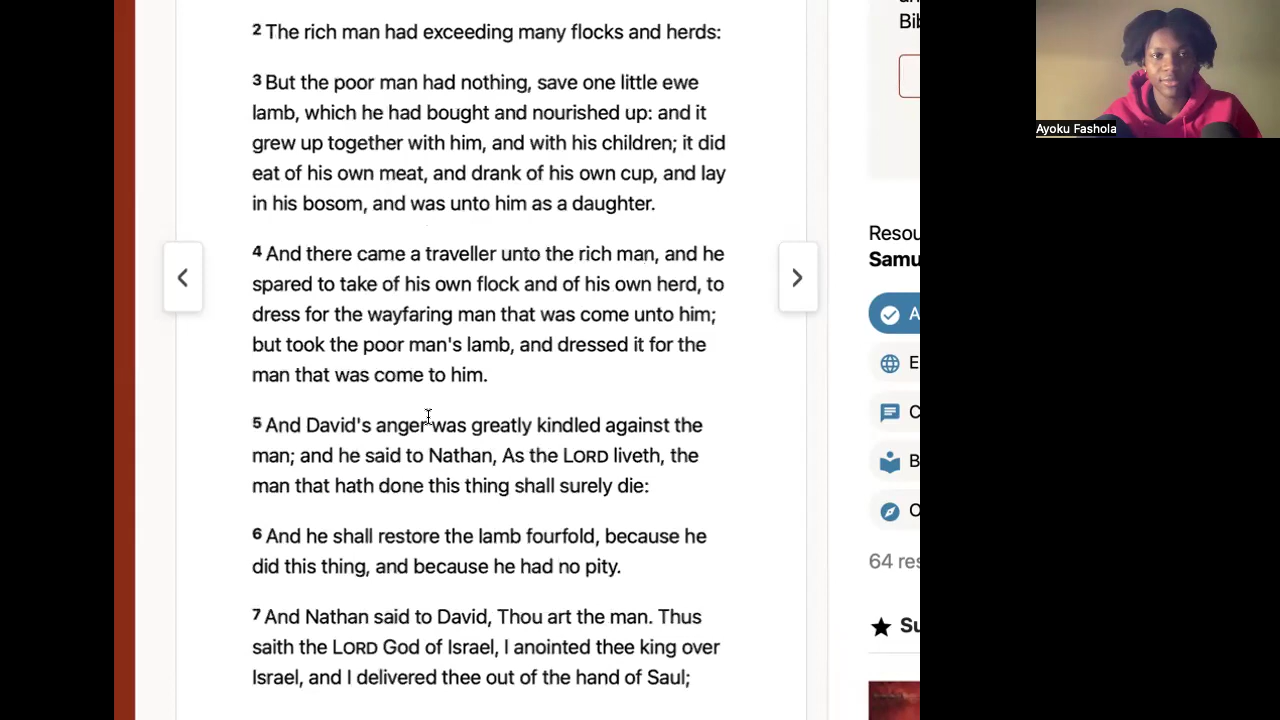 2 The rich man had exceeding many flocks and herds:
3 But the poor man had nothing, save one little ewe
lamb, which he had bought and nourished up: and it
grew up together with him, and with his children; it did
eat of his own meat, and drank of his own cup, and lay
in his bosom, and was unto him as a daughter.
4 And there came a traveller unto the rich man, and he
spared to take of his own flock and of his own herd, to
dress for the wayfaring man that was come unto him;
but took the poor man's lamb, and dressed it for the
man that was come to him.
5 And David's anger was greatly kindled against the
man; and he said to Nathan, As the LORD liveth, the
man that hath done this thing shall surely die:
6 And he shall restore the lamb fourfold, because he
did this thing, and because he had no pity.
7 And Nathan said to David, Thou art the man. Thus
saith the LORD God of Israel, I anointed thee king over
Israel, and I delivered thee out of the hand of Saul;
Bib
Resou
Samu
A
E
C
B
O
64 res
Su
Ayoku Fashola